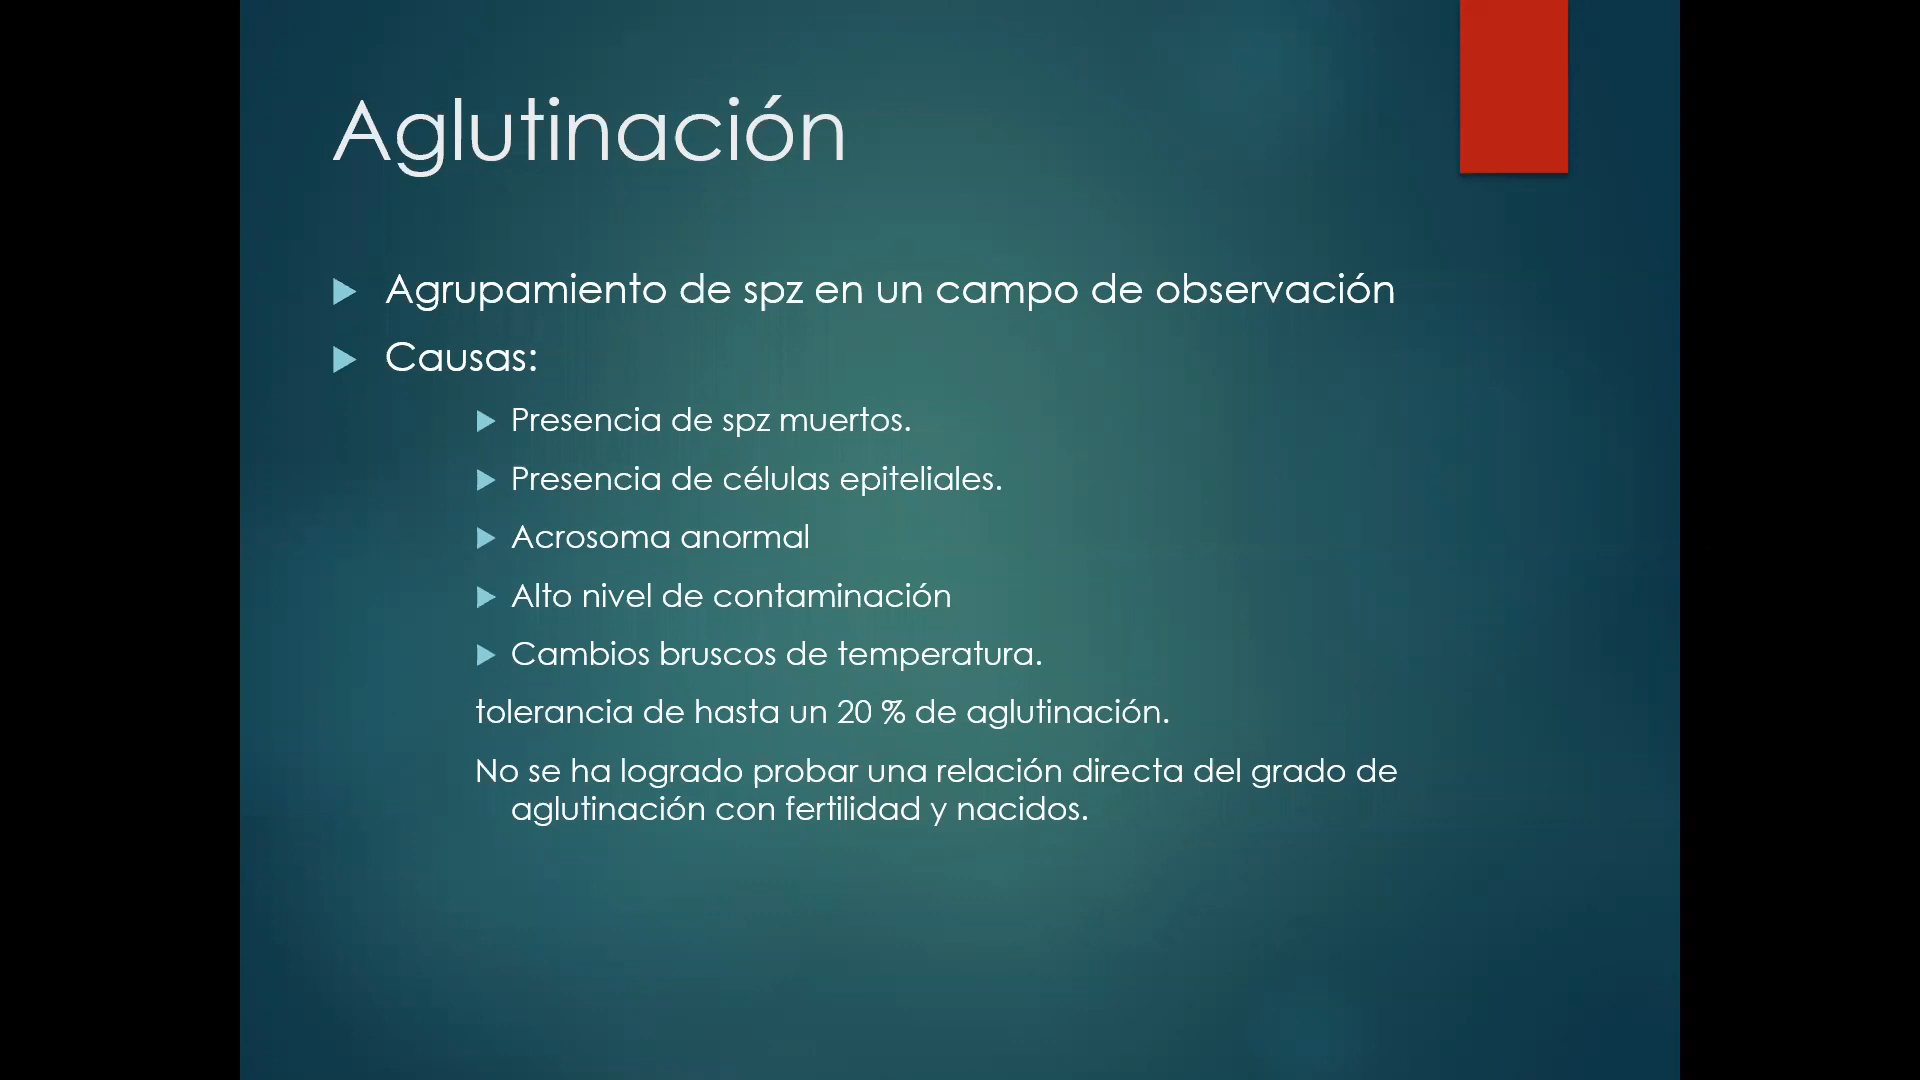 Aglutinación
Agrupamiento de spz en un campo de observación
Causas:
Presencia de spz muertos.
Presencia de células epiteliales.
Acrosoma anormal
Alto nivel de contaminación
Cambios bruscos de temperatura.
tolerancia de hasta un 20 % de aglutinación.
No se ha logrado probar una relación directa del grado de
aglutinación con fertilidad y nacidos.